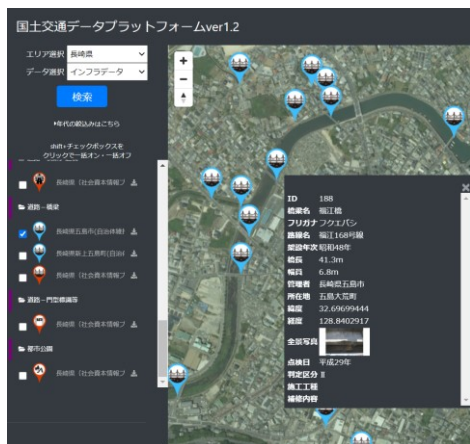 国土交通データプラットフォームver1.2
エリア選択 長崎県
データ選択 インフラデータ
検索
▸年代の絞込みはこちら
shift+チェックボックスを
クリックで一括オン・一括オフ
長崎県（社会資本情報プ
道路－橋梁
長崎県五島市(自治体様
長崎県新上五島町(自治
長崎県（社会資本情報プ
道路－門型標識等
長崎県（社会資本情報プ
都市公園
長崎県（社会資本情報プ
ID 188
橋梁名 福江橋
フリガナ フクエバシ
路線名 福江168号線
架設年次 昭和48年
橋長 41.3m
幅員 6.8m
管理者 長崎県五島市
所在地 五島大荒町
緯度 32.69699444
経度 128.8402917
全景写真
点検日 平成29年
判定区分 Ⅱ
施工工種
補修内容